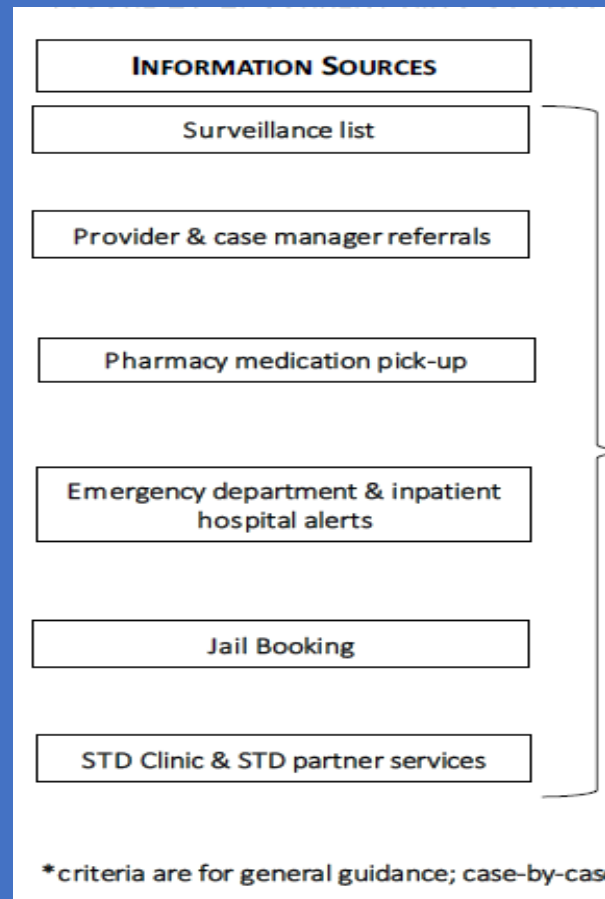 INFORMATION SOURCES
Surveillance list
Provider & case manager referrals
Pharmacy medication pick-up
Emergency department & inpatient
hospital alerts
Jail Booking
STD Clinic & STD partner services
*criteria are for general guidance; case-by-case